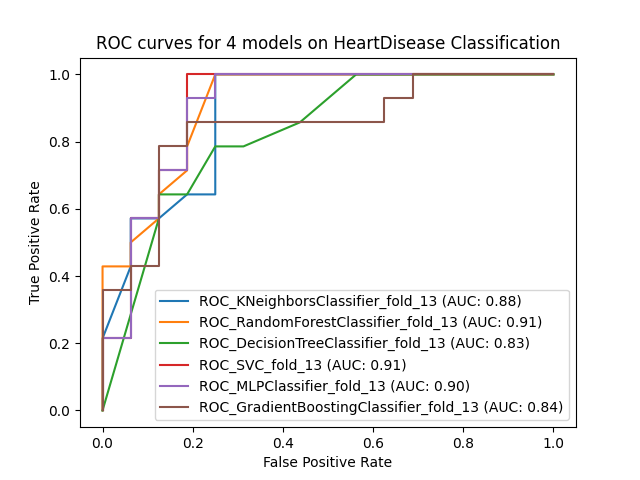 ROC curves for 4 models on HeartDisease Classification
True Positive Rate
1.0
0.8
0.6
0.4
0.2
0.0
ROC_KNeighborsClassifier_fold_13 (AUC: 0.88)
ROC_RandomForestClassifier_fold_13 (AUC: 0.91)
ROC_DecisionTreeClassifier_fold_13 (AUC: 0.83)
ROC_SVC_fold_13 (AUC: 0.91)
ROC_MLPClassifier_fold_13 (AUC: 0.90)
ROC_GradientBoostingClassifier_fold_13 (AUC: 0.84)
0.0 0.2 0.4 0.6 0.8 1.0
False Positive Rate